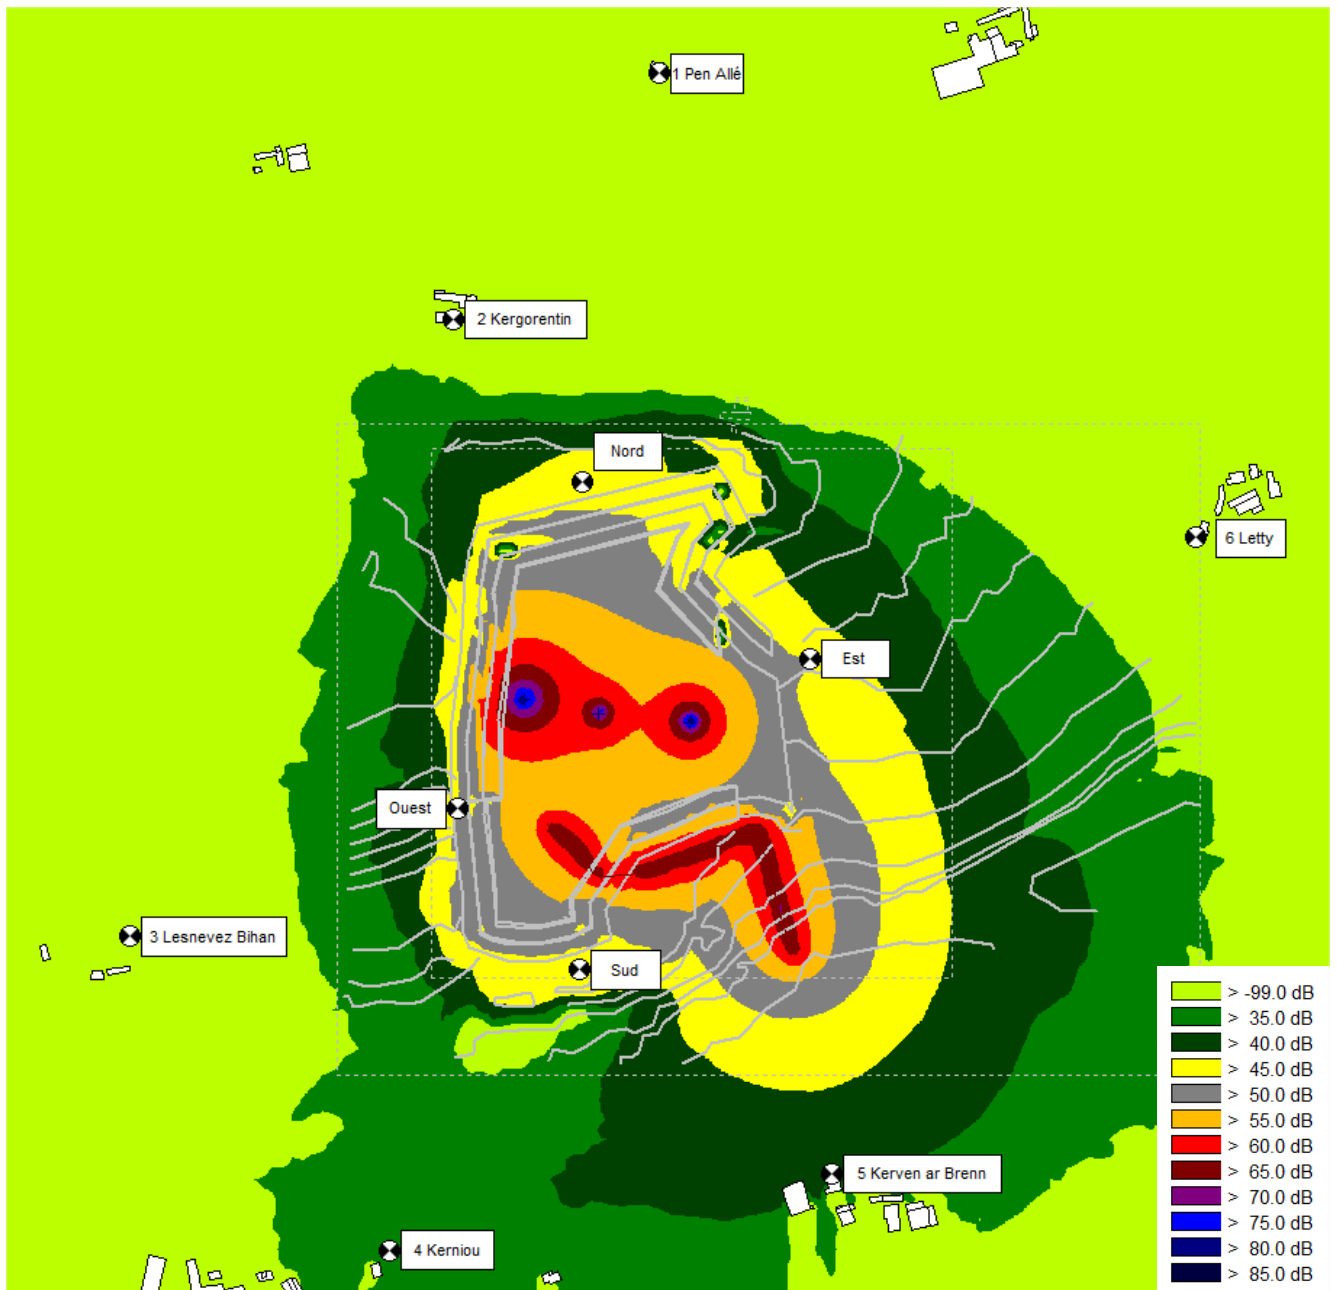 1 Pen Allé
2 Kergorentin
Nord
6 Letty
Est
Ouest
3 Lesnevez Bihan
Sud
5 Kerven ar Brenn
4 Kerniou
> -99.0 dB
> 35.0 dB
> 40.0 dB
> 45.0 dB
> 50.0 dB
> 55.0 dB
> 60.0 dB
> 65.0 dB
> 70.0 dB
> 75.0 dB
> 80.0 dB
> 85.0 dB